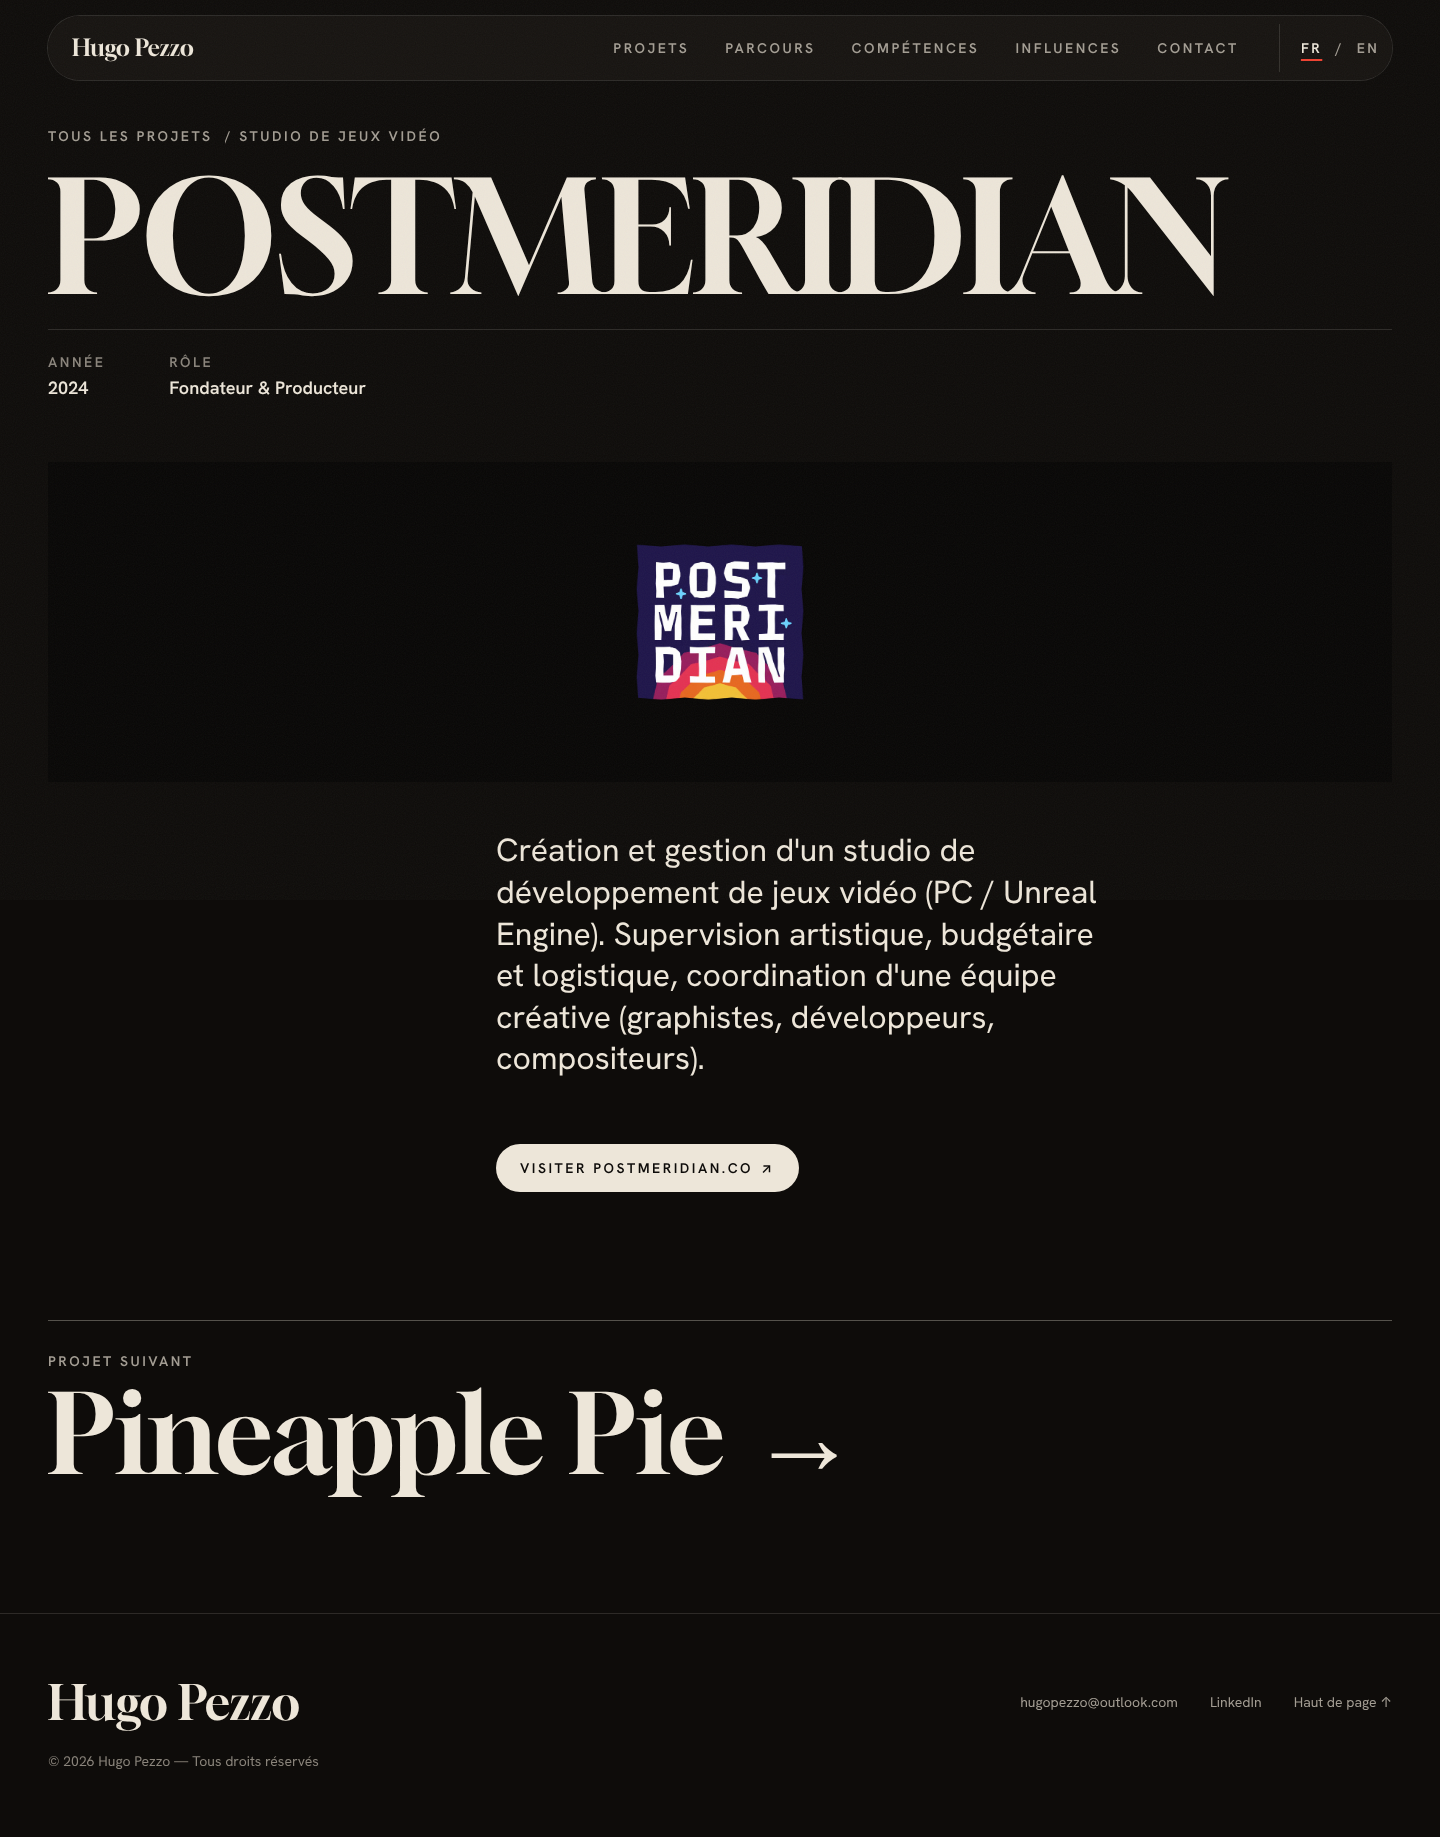 Hugo Pezzo
PROJETS PARCOURS COMPÉTENCES INFLUENCES CONTACT FR / EN
TOUS LES PROJETS / STUDIO DE JEUX VIDÉO
POSTMERIDIAN
ANNÉE RÔLE
2024 Fondateur & Producteur
POST
MERI
DIAN
Création et gestion d'un studio de
développement de jeux vidéo (PC / Unreal
Engine). Supervision artistique, budgétaire
et logistique, coordination d'une équipe
créative (graphistes, développeurs,
compositeurs).
VISITER POSTMERIDIAN.CO ↗
PROJET SUIVANT
Pineapple Pie →
Hugo Pezzo
hugopezzo@outlook.com LinkedIn Haut de page ↑
© 2026 Hugo Pezzo — Tous droits réservés